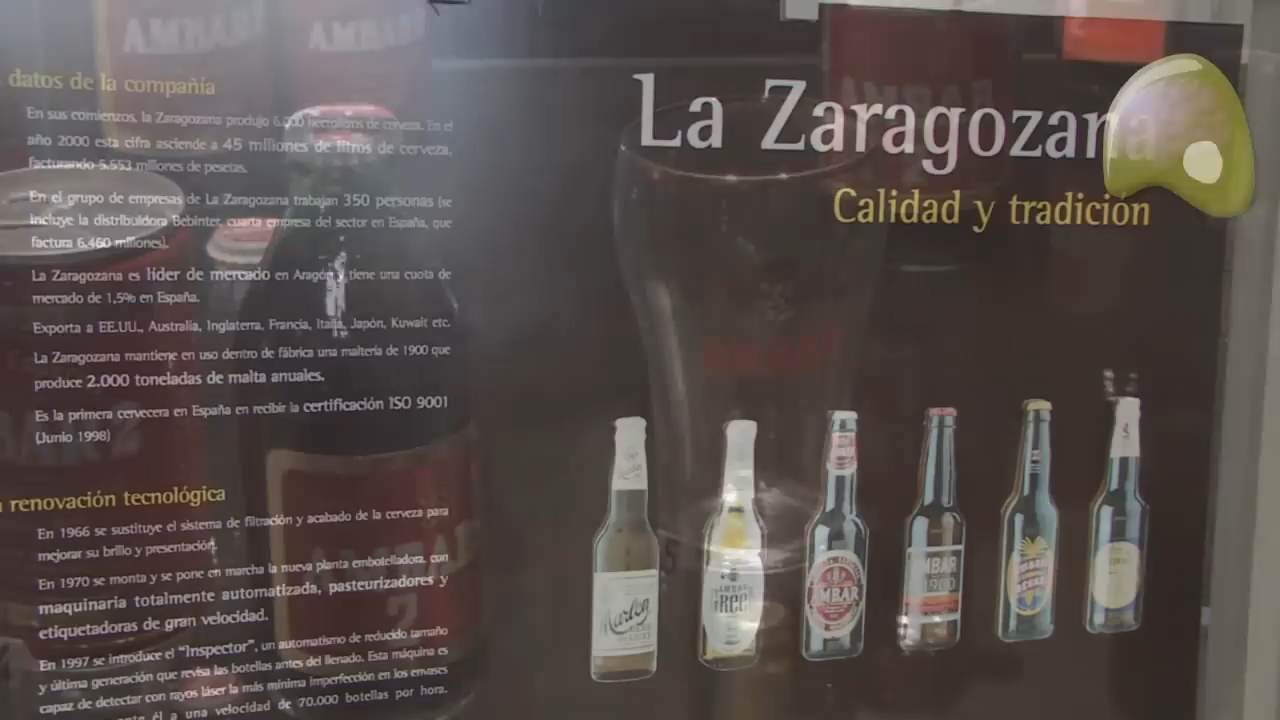 AMBAR
AMBAR
datos de la compañía
En sus comienzos, la Zaragozana produjo 6.000 hectolitros de cerveza. En el
año 2000 esta cifra asciende a 45 millones de litros de cerveza,
facturando 5.553 millones de pesetas.
En el grupo de empresas de La Zaragozana trabajan 350 personas (se
incluye la distribuidora Bebinter, cuarta empresa del sector en España, que
factura 6.460 millones).
La Zaragozana es líder de mercado en Aragón y tiene una cuota de
mercado de 1,5% en España.
Exporta a EE.UU., Australia, Inglaterra, Francia, Italia, Japón, Kuwait etc.
La Zaragozana mantiene en uso dentro de fábrica una maltería de 1900 que
produce 2.000 toneladas de malta anuales.
Es la primera cervecera en España en recibir la certificación ISO 9001
(Junio 1998)
renovación tecnológica
En 1966 se sustituye el sistema de filtración y acabado de la cerveza para
mejorar su brillo y presentación.
En 1970 se monta y se pone en marcha la nueva planta embotelladora, con
maquinaria totalmente automatizada, pasteurizadores y
etiquetadoras de gran velocidad.
En 1997 se introduce el "Inspector", un automatismo de reducido tamaño
y última generación que revisa las botellas antes del llenado. Esta máquina es
capaz de detectar con rayos láser la más mínima imperfección en los envases
él a una velocidad de 70.000 botellas por hora.
La Zaragozana
Calidad y tradición
Marlen
AMBAR
GREEN
AMBAR
MBAR
1900